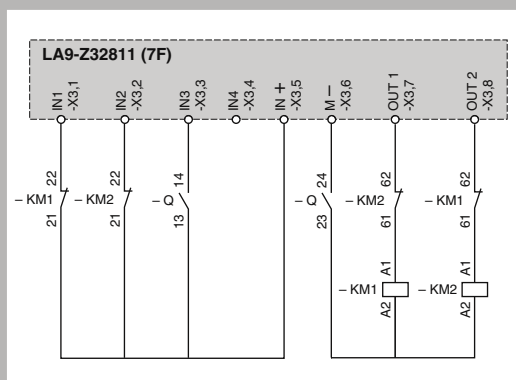 LA9-Z32811 (7F)
IN1
-X3,1
IN2
-X3,2
IN3
-X3,3
IN4
-X3,4
IN +
-X3,5
M –
-X3,6
OUT 1
-X3,7
OUT 2
-X3,8
22
– KM1
21
22
– KM2
21
14
– Q
13
24
– Q
23
62
– KM2
61
62
– KM1
61
A1
– KM1
A2
A1
– KM2
A2